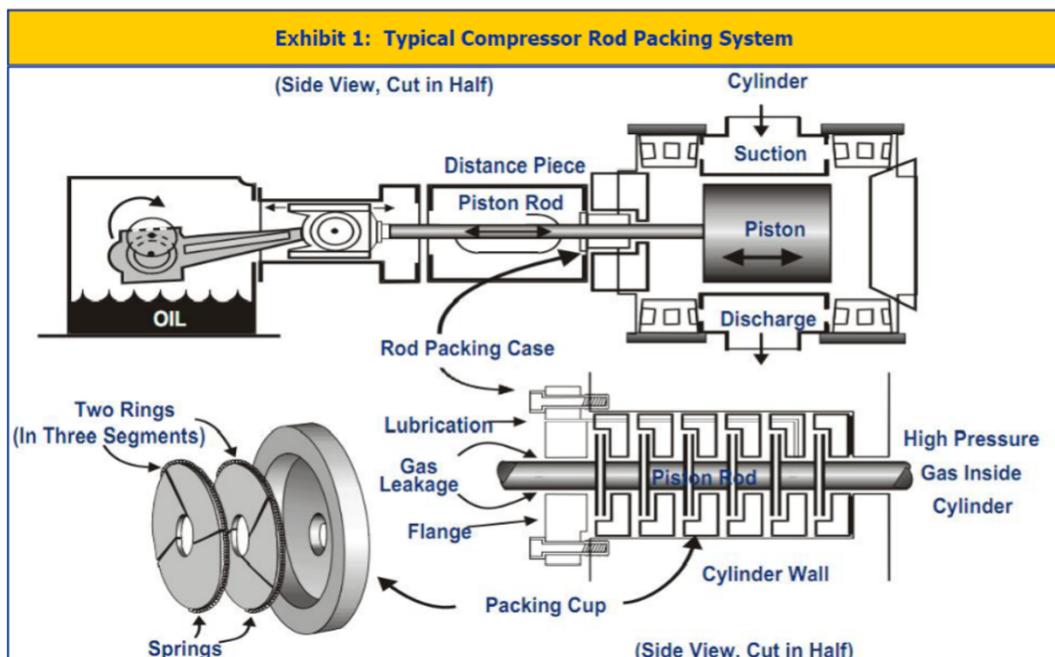 Exhibit 1: Typical Compressor Rod Packing System
(Side View, Cut in Half)
Cylinder
Suction
Distance Piece
Piston Rod
Piston
OIL
Discharge
Rod Packing Case
Two Rings
(In Three Segments)
Lubrication
Gas
Leakage
Flange
Piston Rod
High Pressure
Gas Inside
Cylinder
Cylinder Wall
Packing Cup
Springs
(Side View, Cut in Half)